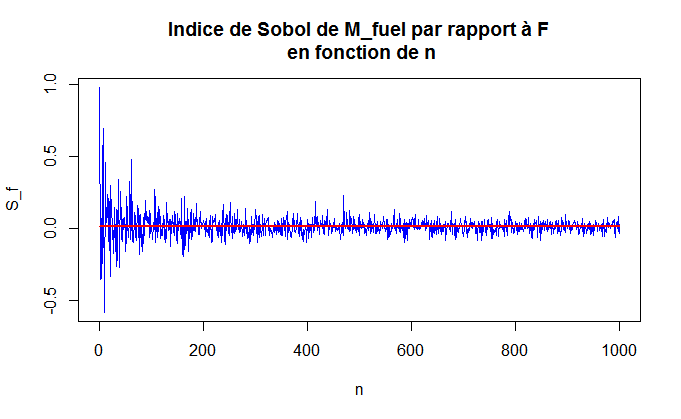 Indice de Sobol de M_fuel par rapport à F
en fonction de n
S_f
1.0
0.5
0.0
-0.5
0
200
400
600
800
1000
n